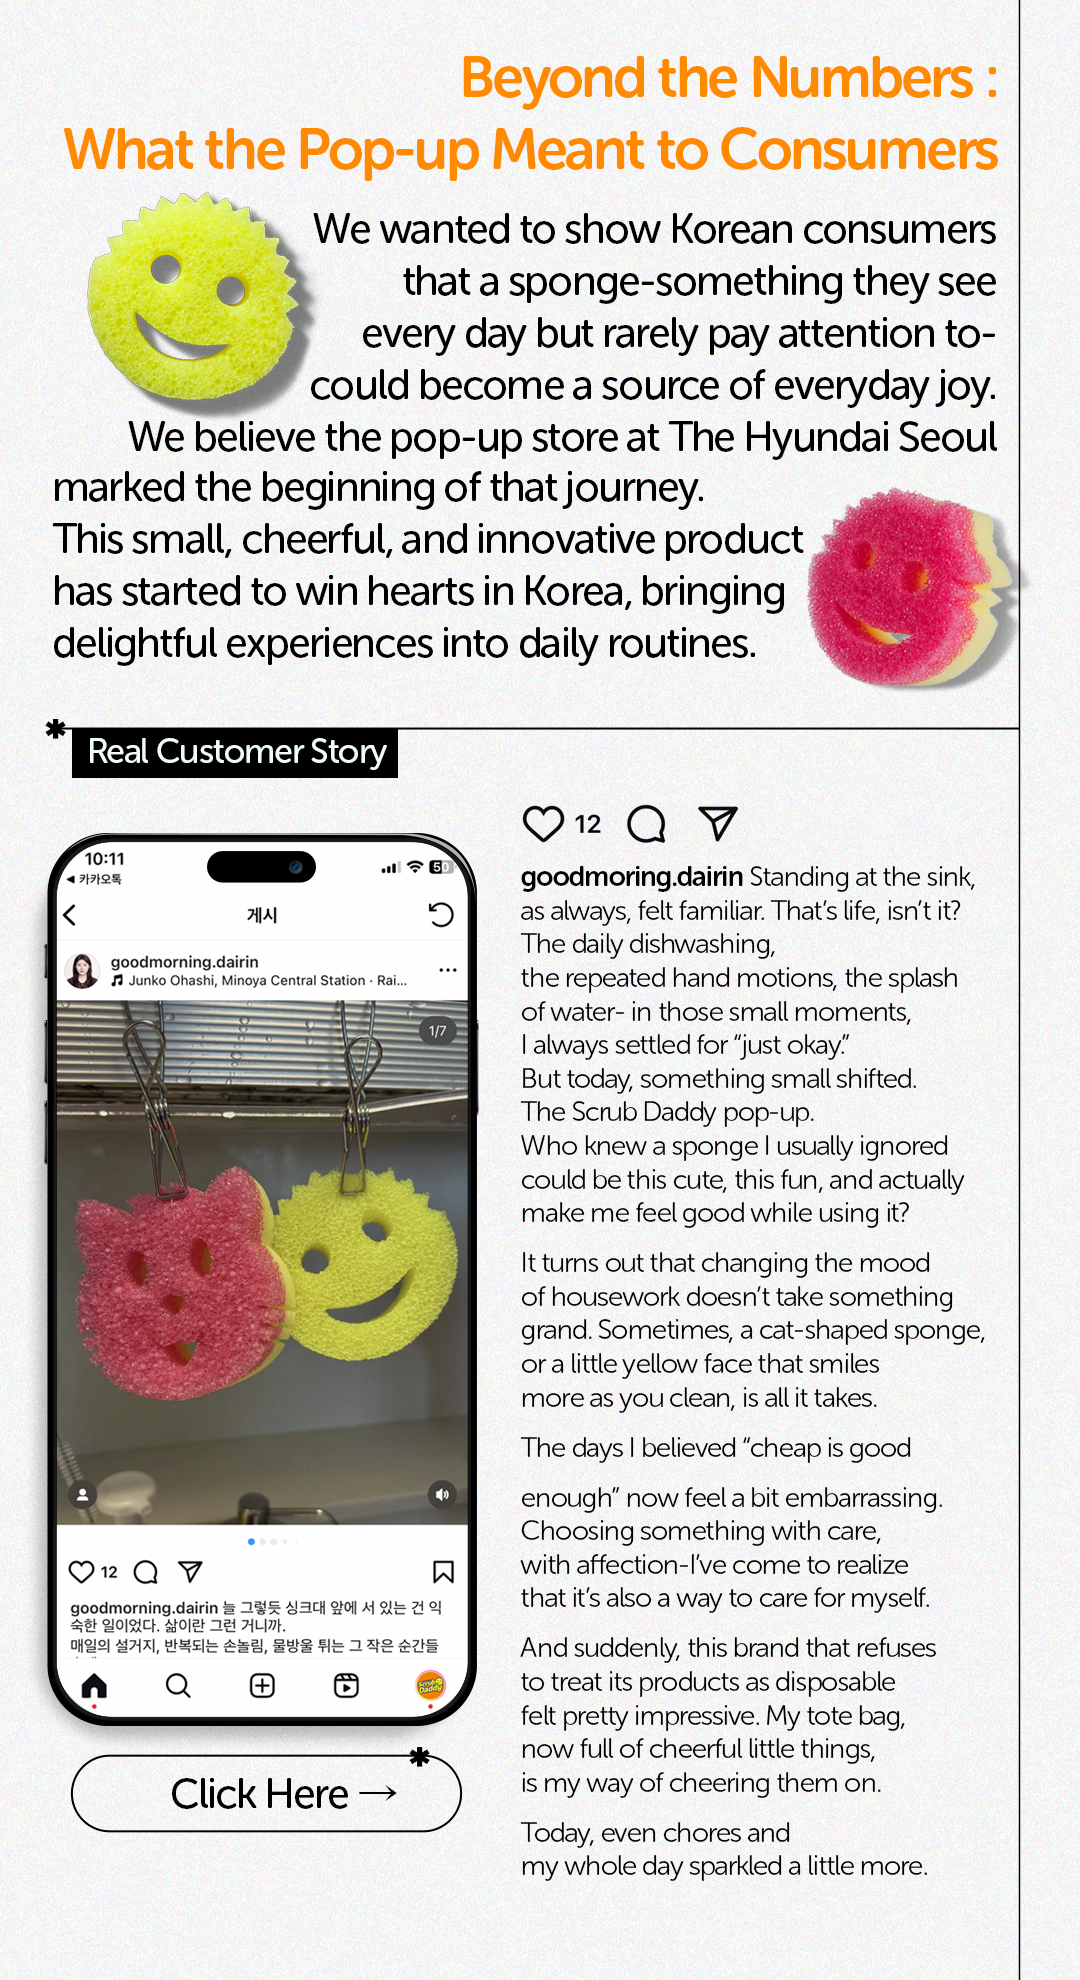 Beyond the Numbers :
What the Pop-up Meant to Consumers
We wanted to show Korean consumers
that a sponge-something they see
every day but rarely pay attention to-
could become a source of everyday joy.
We believe the pop-up store at The Hyundai Seoul
marked the beginning of that journey.
This small, cheerful, and innovative product
has started to win hearts in Korea, bringing
delightful experiences into daily routines.
Real Customer Story
10:11
50
◀ 카카오톡
게시
goodmorning.dairin
Junko Ohashi, Minoya Central Station · Rai...
1/7
12
goodmorning.dairin 늘 그렇듯 싱크대 앞에 서 있는 건 익
숙한 일이었다. 삶이란 그런 거니까.
매일의 설거지, 반복되는 손놀림, 물방울 튀는 그 작은 순간들
Scrub
Daddy
Click Here →
12
goodmoring.dairin Standing at the sink,
as always, felt familiar. That's life, isn't it?
The daily dishwashing,
the repeated hand motions, the splash
of water- in those small moments,
I always settled for “just okay.”
But today, something small shifted.
The Scrub Daddy pop-up.
Who knew a sponge I usually ignored
could be this cute, this fun, and actually
make me feel good while using it?
It turns out that changing the mood
of housework doesn't take something
grand. Sometimes, a cat-shaped sponge,
or a little yellow face that smiles
more as you clean, is all it takes.
The days I believed “cheap is good
enough” now feel a bit embarrassing.
Choosing something with care,
with affection-I've come to realize
that it's also a way to care for myself.
And suddenly, this brand that refuses
to treat its products as disposable
felt pretty impressive. My tote bag,
now full of cheerful little things,
is my way of cheering them on.
Today, even chores and
my whole day sparkled a little more.